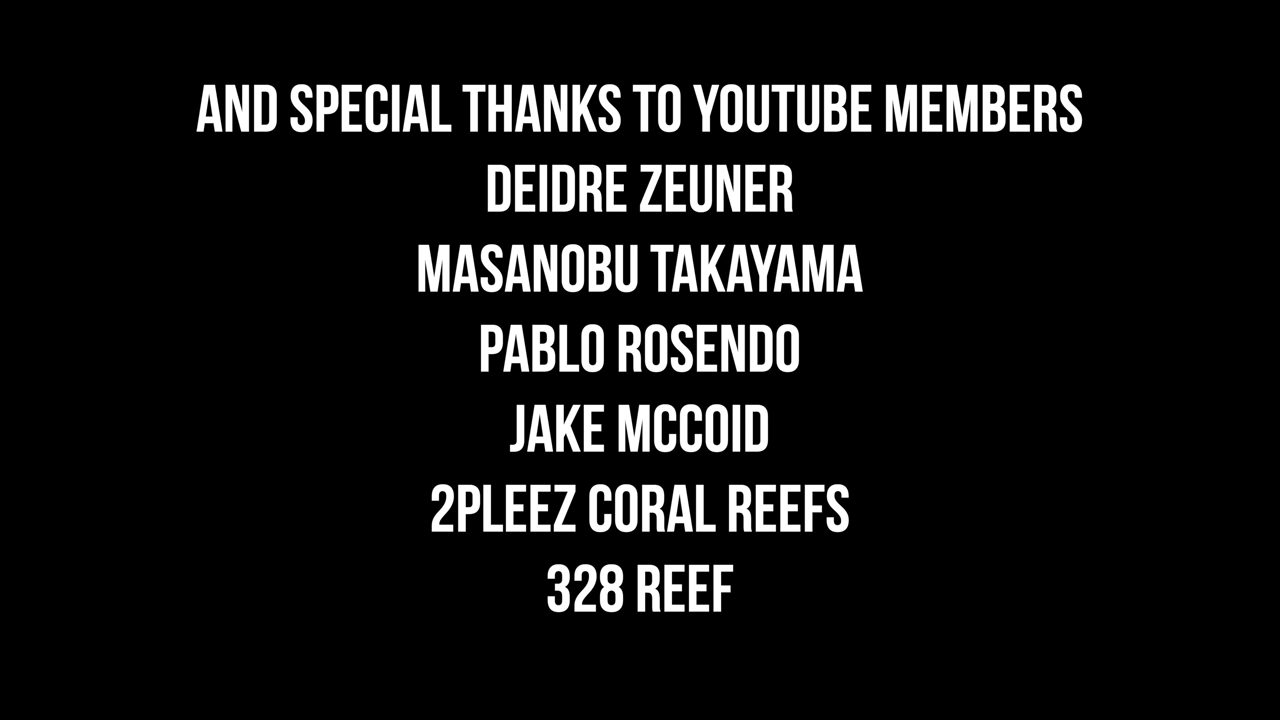 AND SPECIAL THANKS TO YOUTUBE MEMBERS
DEIDRE ZEUNER
MASANOBU TAKAYAMA
PABLO ROSENDO
JAKE MCCOID
2PLEEZ CORAL REEFS
328 REEF